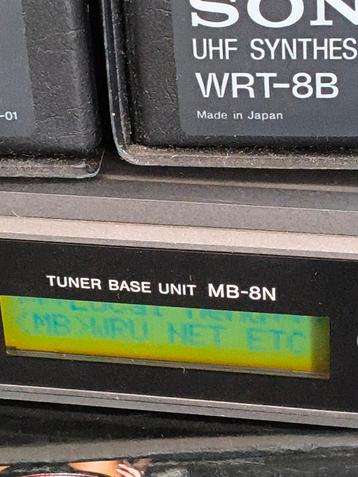 SON
UHF SYNTHES
WRT-8B
Made in Japan
-01
TUNER BASE UNIT MB-8N
<MB>WRU NET ETC